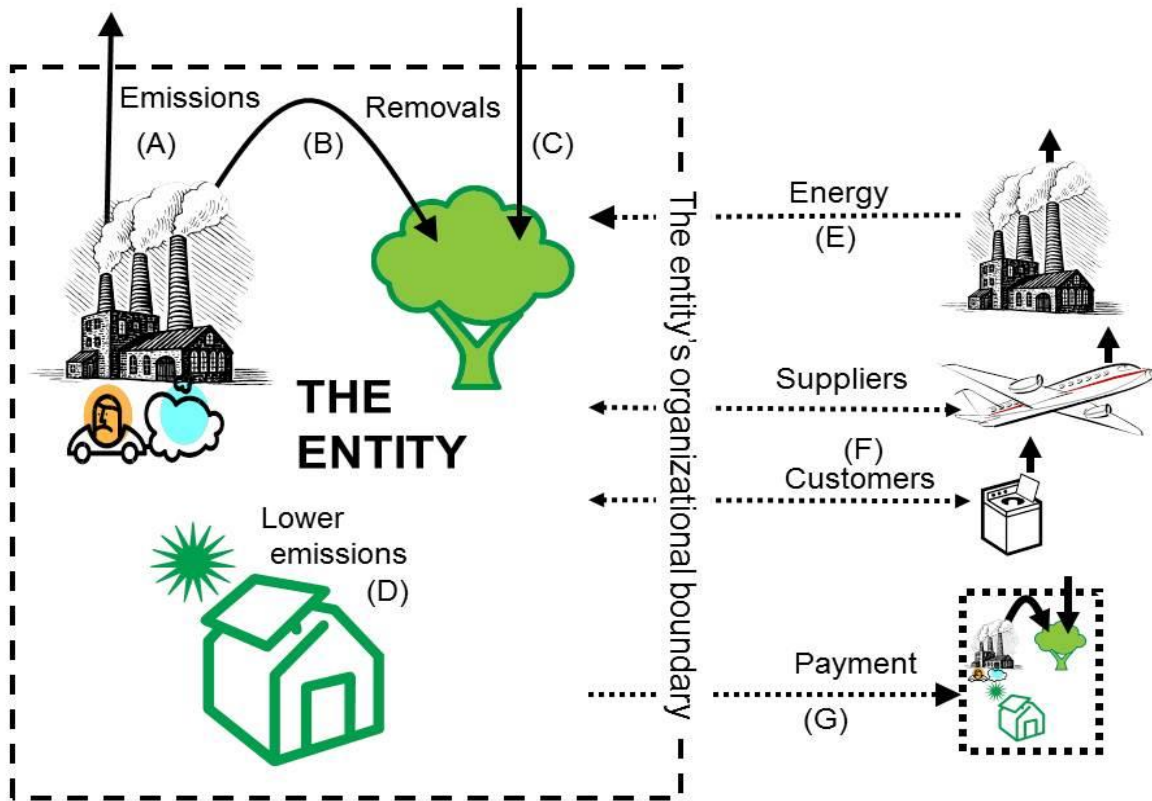 Emissions
(A)
(B)
Removals
(C)
THE
ENTITY
Lower
emissions
(D)
The entity's organizational boundary
Energy
(E)
Suppliers
(F)
Customers
Payment
(G)